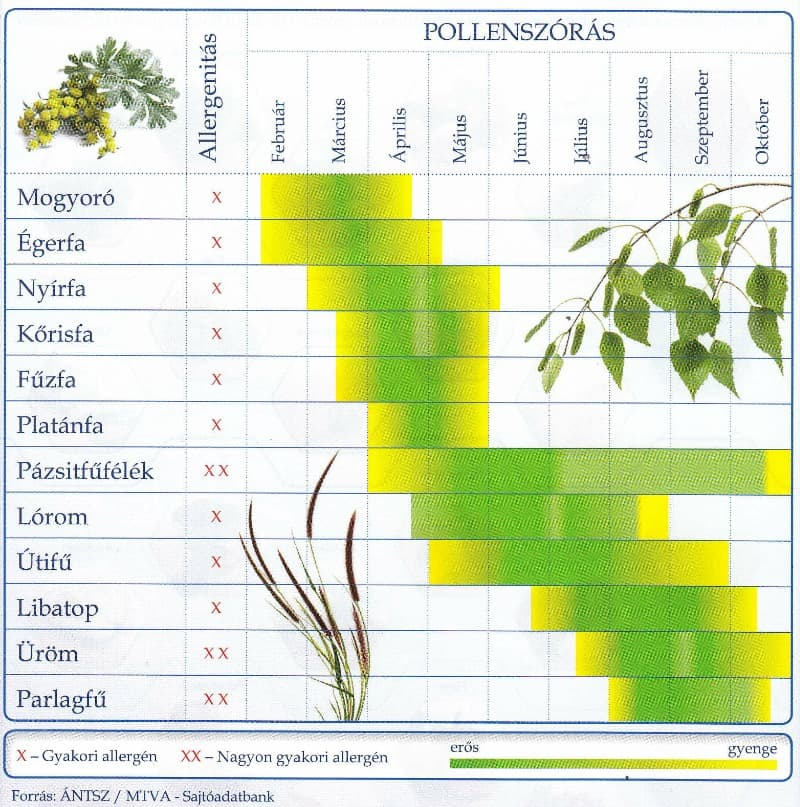 POLLENSZÓRÁS
Allergenitás
Február
Március
Április
Május
Június
Július
Augusztus
Szeptember
Október
Mogyoró X
Égerfa X
Nyírfa X
Kőrisfa X
Fűzfa X
Platánfa X
Pázsitfűfélék XX
Lórom X
Útifű X
Libatop X
Üröm XX
Parlagfű XX
X – Gyakori allergén XX – Nagyon gyakori allergén
erős gyenge
Forrás: ÁNTSZ / MTVA - Sajtóadatbank